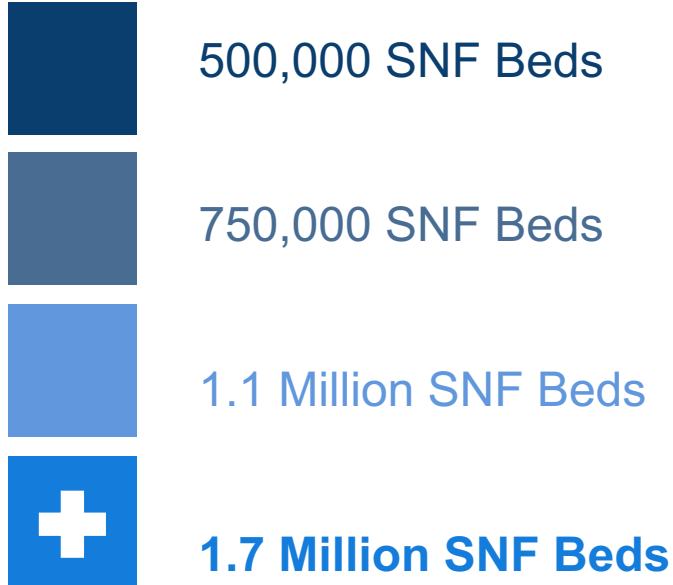 500,000 SNF Beds
750,000 SNF Beds
1.1 Million SNF Beds
1.7 Million SNF Beds